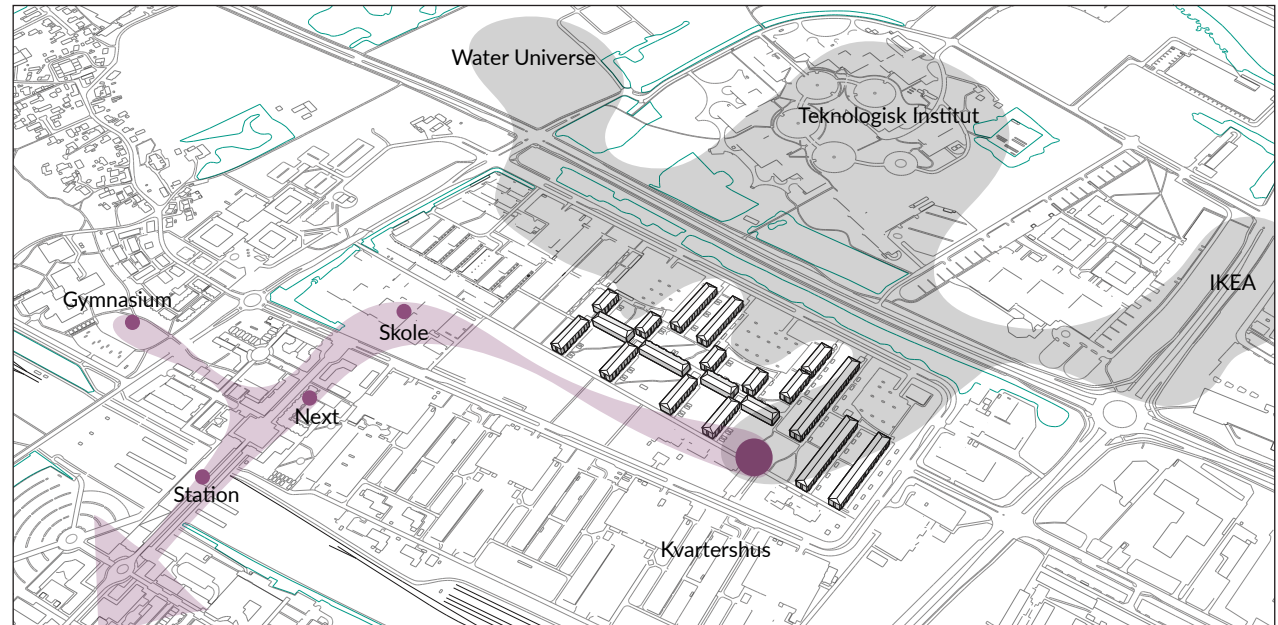 Water Universe
Teknologisk Institut
IKEA
Gymnasium
Skole
Next
Station
Kvartershus